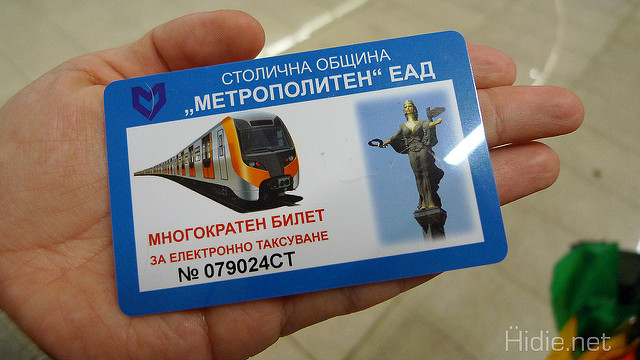 СТОЛИЧНА ОБЩИНА
„МЕТРОПОЛИТЕН“ ЕАД
МНОГОКРАТЕН БИЛЕТ
ЗА ЕЛЕКТРОННО ТАКСУВАНЕ
№ 079024СТ
Hidie.net